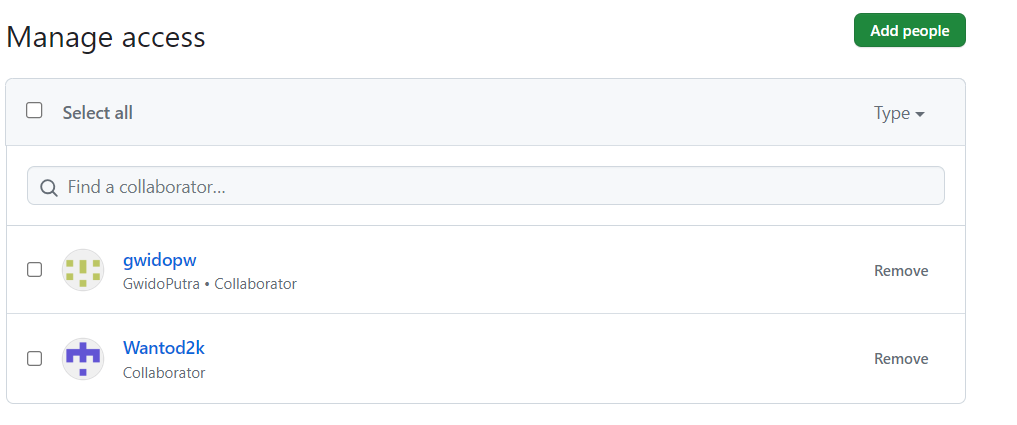 Manage access
Add people
Select all
Type
Find a collaborator...
gwidopw
GwidoPutra • Collaborator
Remove
Wantod2k
Collaborator
Remove